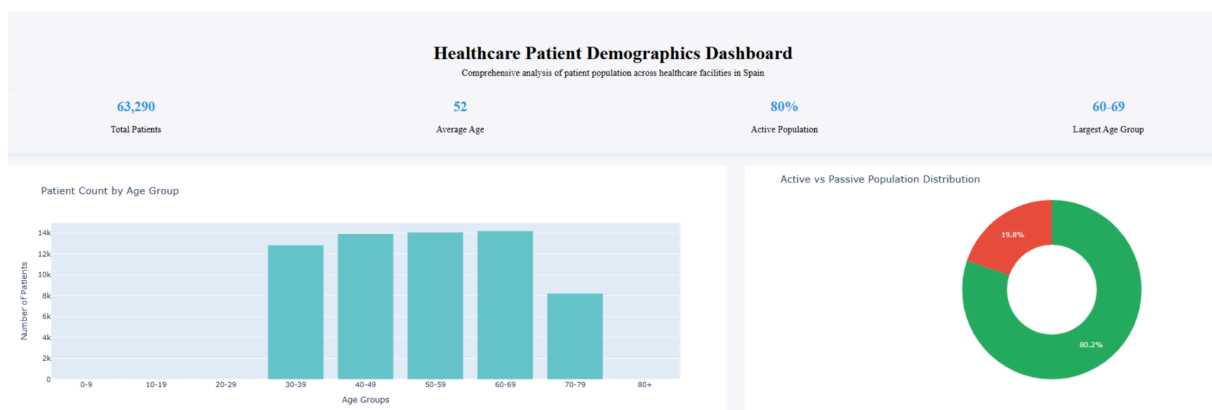 Healthcare Patient Demographics Dashboard
Comprehensive analysis of patient population across healthcare facilities in Spain
63,290
Total Patients
52
Average Age
80%
Active Population
60-69
Largest Age Group
Patient Count by Age Group
14k
12k
10k
8k
6k
4k
2k
0
Number of Patients
0-9
10-19
20-29
30-39
40-49
50-59
60-69
70-79
80+
Age Groups
Active vs Passive Population Distribution
19.8%
80.2%